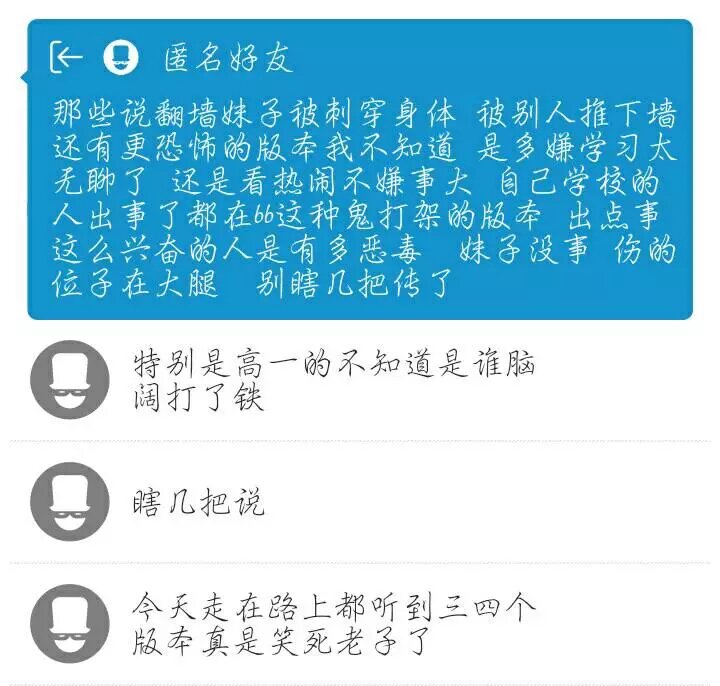 匿名好友
那些说翻墙妹子被刺穿身体 被别人推下墙
还有更恐怖的版本我不知道 是多嫌学习太
无聊了 还是看热闹不嫌事大 自己学校的
人出事了都在bb这种鬼打架的版本 出点事
这么兴奋的人是有多恶毒 妹子没事 伤的
位子在大腿 别瞎几把传了
特别是高一的不知道是谁脑
阔打了铁
瞎几把说
今天走在路上都听到三四个
版本真是笑死老子了